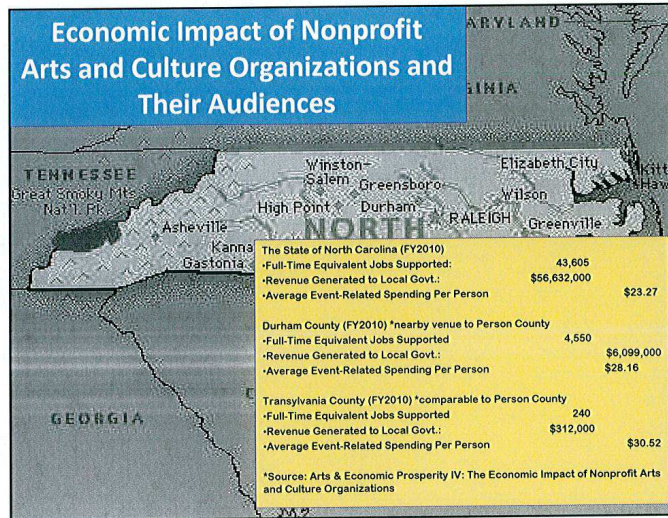 Economic Impact of Nonprofit
Arts and Culture Organizations and
Their Audiences
ARYLAND
GINIA
TENNESSEE
Great Smoky Mts
Nat'l. Pk.
Winston-
Salem
Greensboro
Elizabeth City
Kitt
Haw
High Point
Durham
Wilson
RALEIGH
Greenville
Asheville
NORTH
Kanna
Gastonia
The State of North Carolina (FY2010)
•Full-Time Equivalent Jobs Supported: 43,605
•Revenue Generated to Local Govt.: $56,632,000
•Average Event-Related Spending Per Person $23.27
Durham County (FY2010) *nearby venue to Person County
•Full-Time Equivalent Jobs Supported 4,550
•Revenue Generated to Local Govt.: $6,099,000
•Average Event-Related Spending Per Person $28.16
Transylvania County (FY2010) *comparable to Person County
•Full-Time Equivalent Jobs Supported 240
•Revenue Generated to Local Govt.: $312,000
•Average Event-Related Spending Per Person $30.52
*Source: Arts & Economic Prosperity IV: The Economic Impact of Nonprofit Arts
and Culture Organizations
GEORGIA